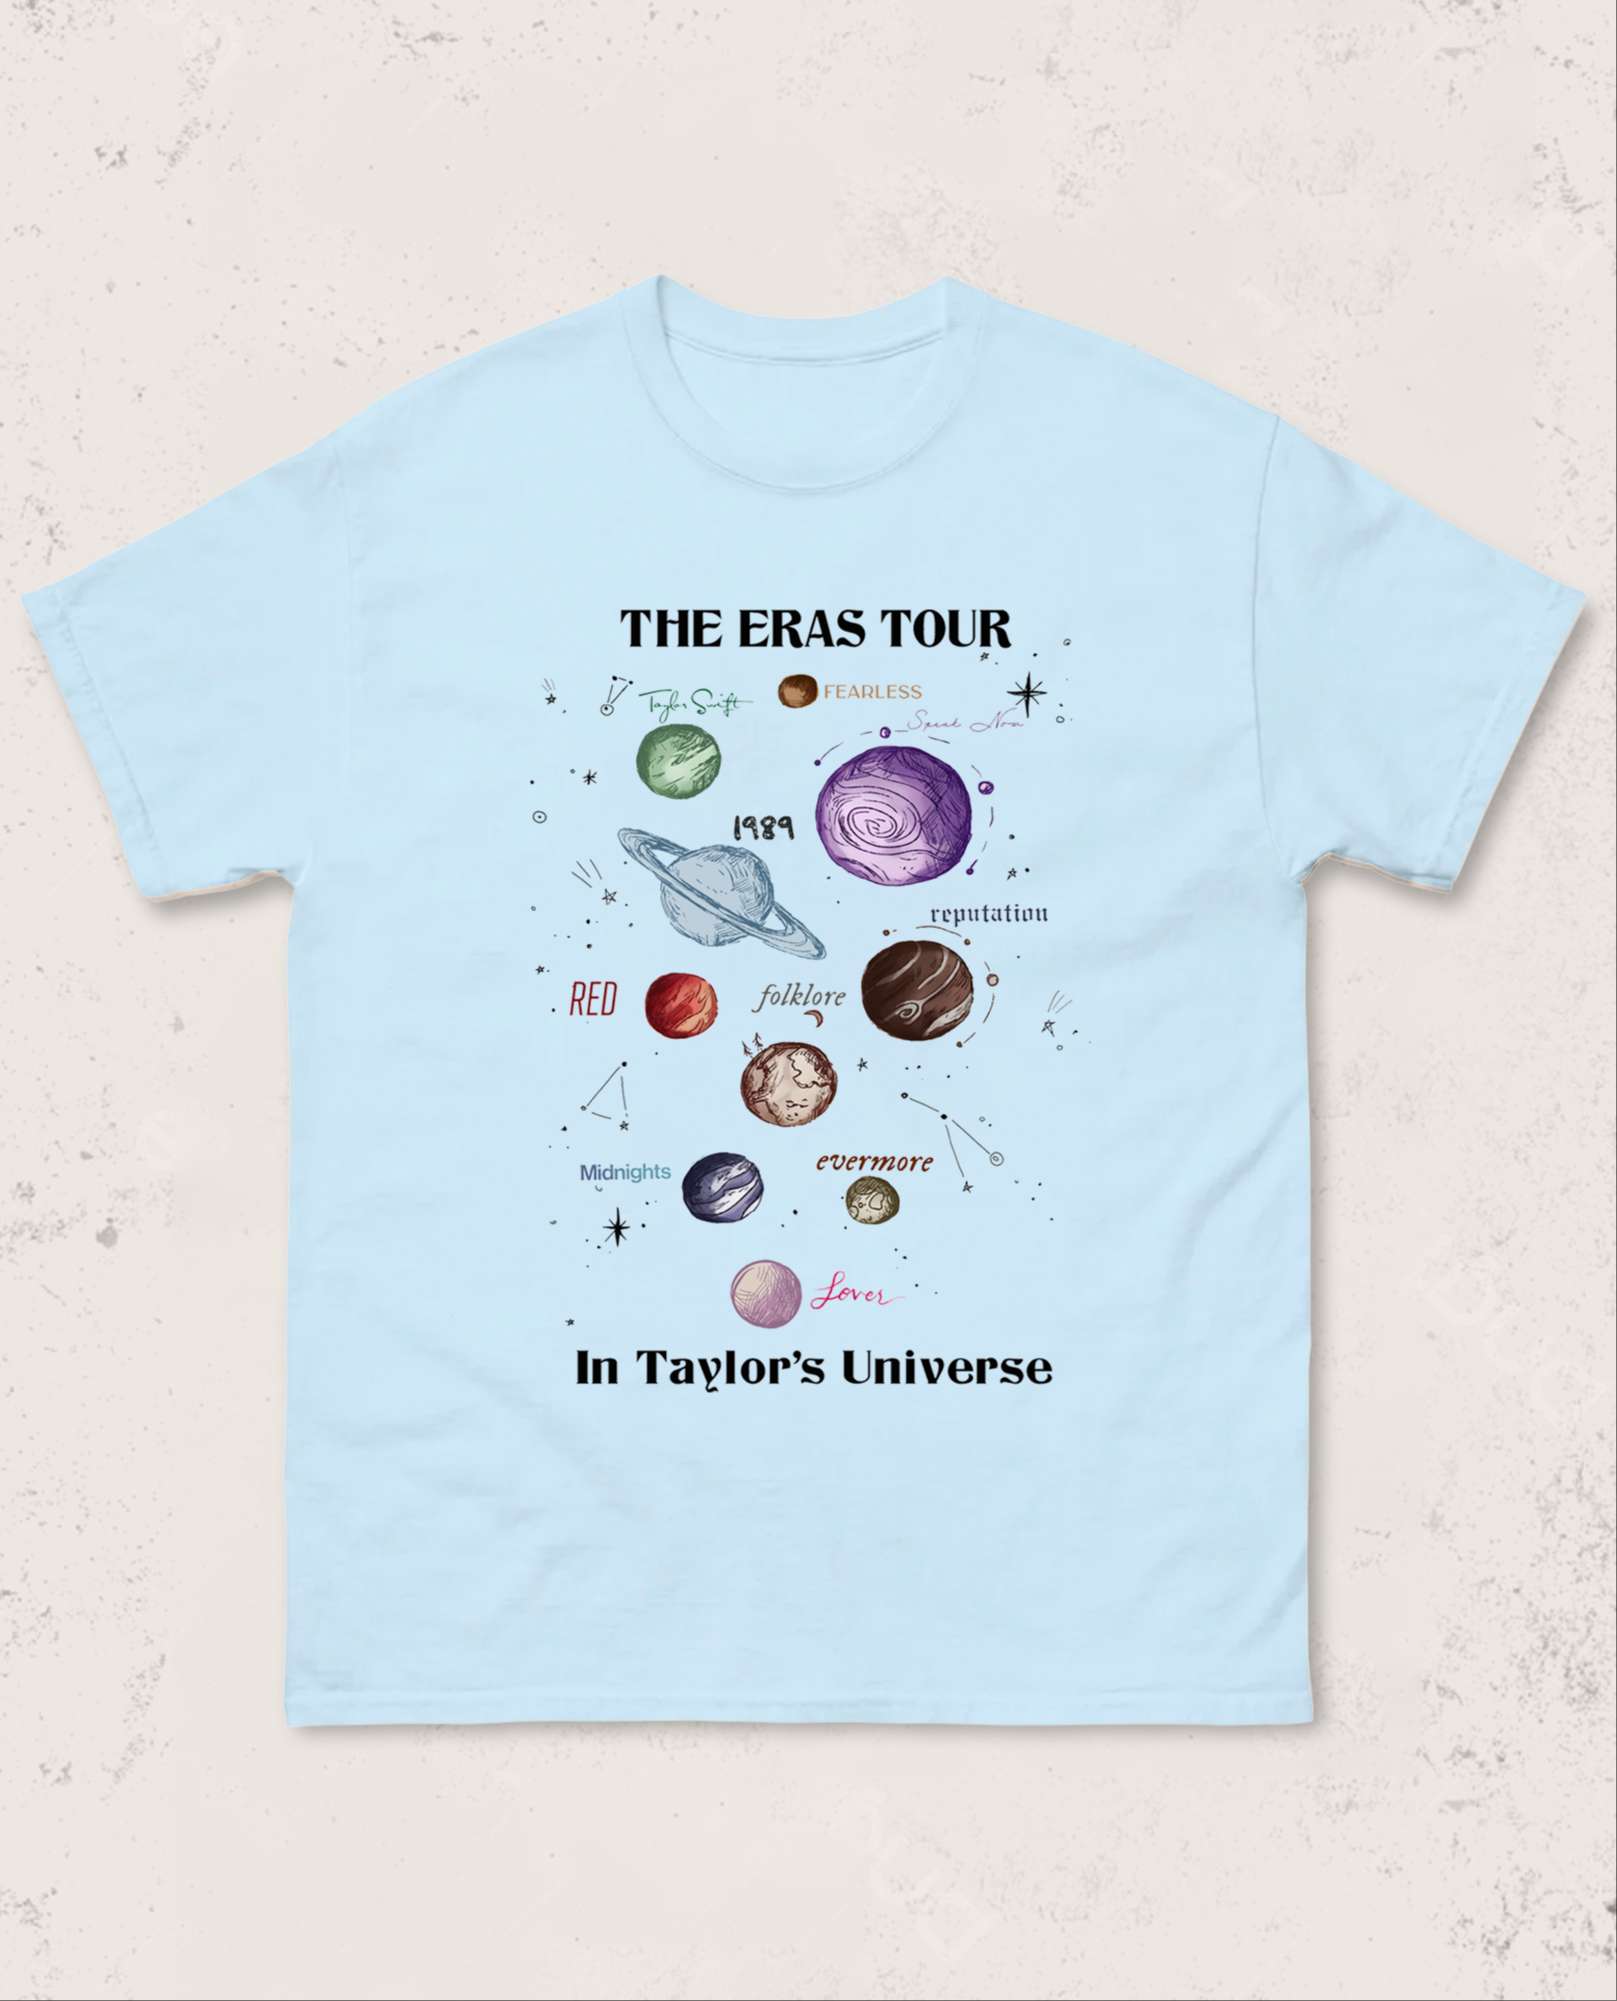 THE ERAS TOUR
Taylor Swift
FEARLESS
Speak Now
1989
reputation
RED
folklore
Midnights
evermore
Lover
In Taylor's Universe